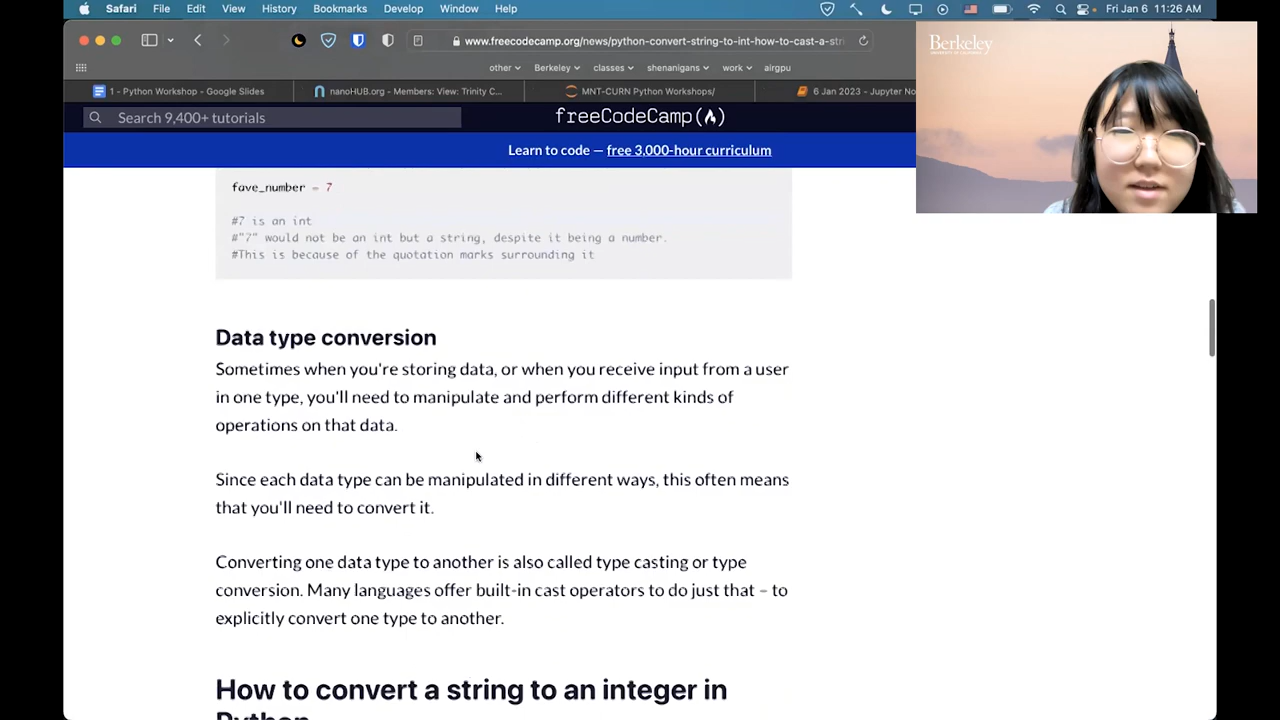 Safari File Edit View History Bookmarks Develop Window Help Fri Jan 6 11:26 AM
www.freecodecamp.org/news/python-convert-string-to-int-how-to-cast-a-stri
other Berkeley classes shenanigans work airgpu
1 - Python Workshop - Google Slides nanoHUB.org - Members: View: Trinity C... MNT-CURN Python Workshops/ 6 Jan 2023 - Jupyter No
Berkeley
Search 9,400+ tutorials
freeCodeCamp(🔥)
Learn to code — free 3,000-hour curriculum
fave_number = 7
#7 is an int
#"7" would not be an int but a string, despite it being a number.
#This is because of the quotation marks surrounding it
Data type conversion
Sometimes when you're storing data, or when you receive input from a user
in one type, you'll need to manipulate and perform different kinds of
operations on that data.
Since each data type can be manipulated in different ways, this often means
that you'll need to convert it.
Converting one data type to another is also called type casting or type
conversion. Many languages offer built-in cast operators to do just that – to
explicitly convert one type to another.
How to convert a string to an integer in
Python